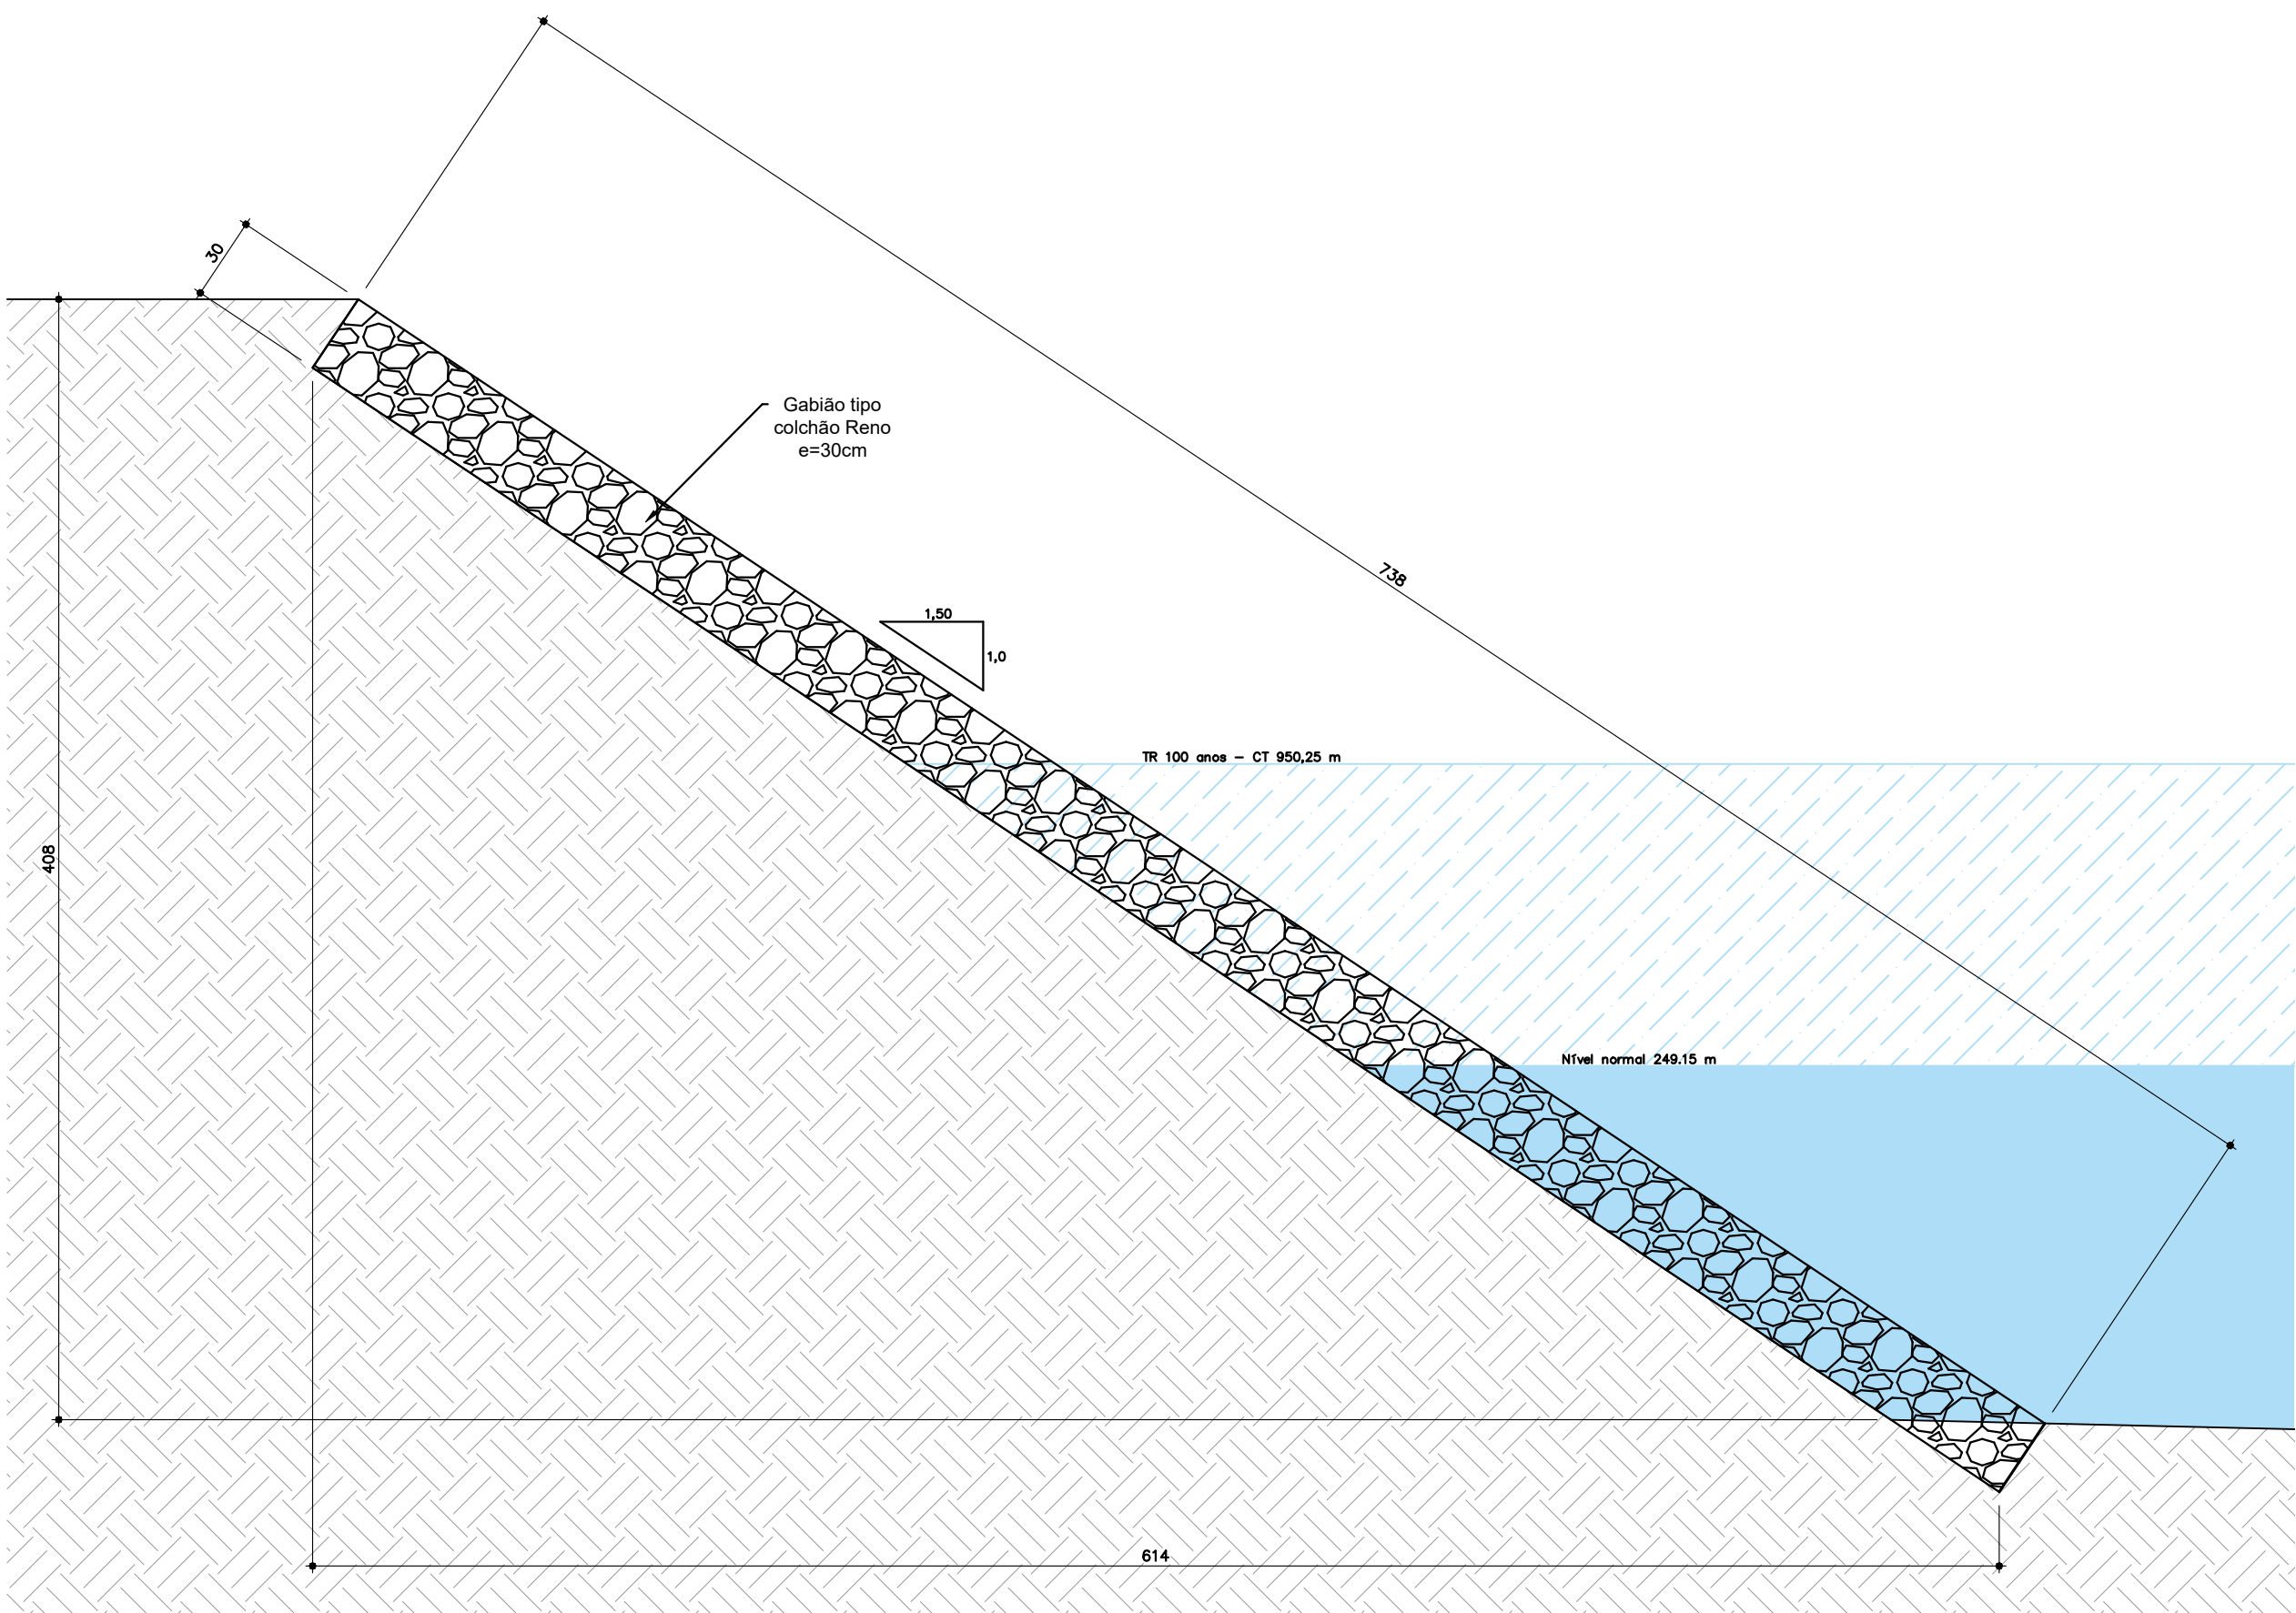 30
Gabião tipo
colchão Reno
e=30cm
738
1,50
1,0
TR 100 anos – CT 950,25 m
408
Nível normal 249.15 m
614